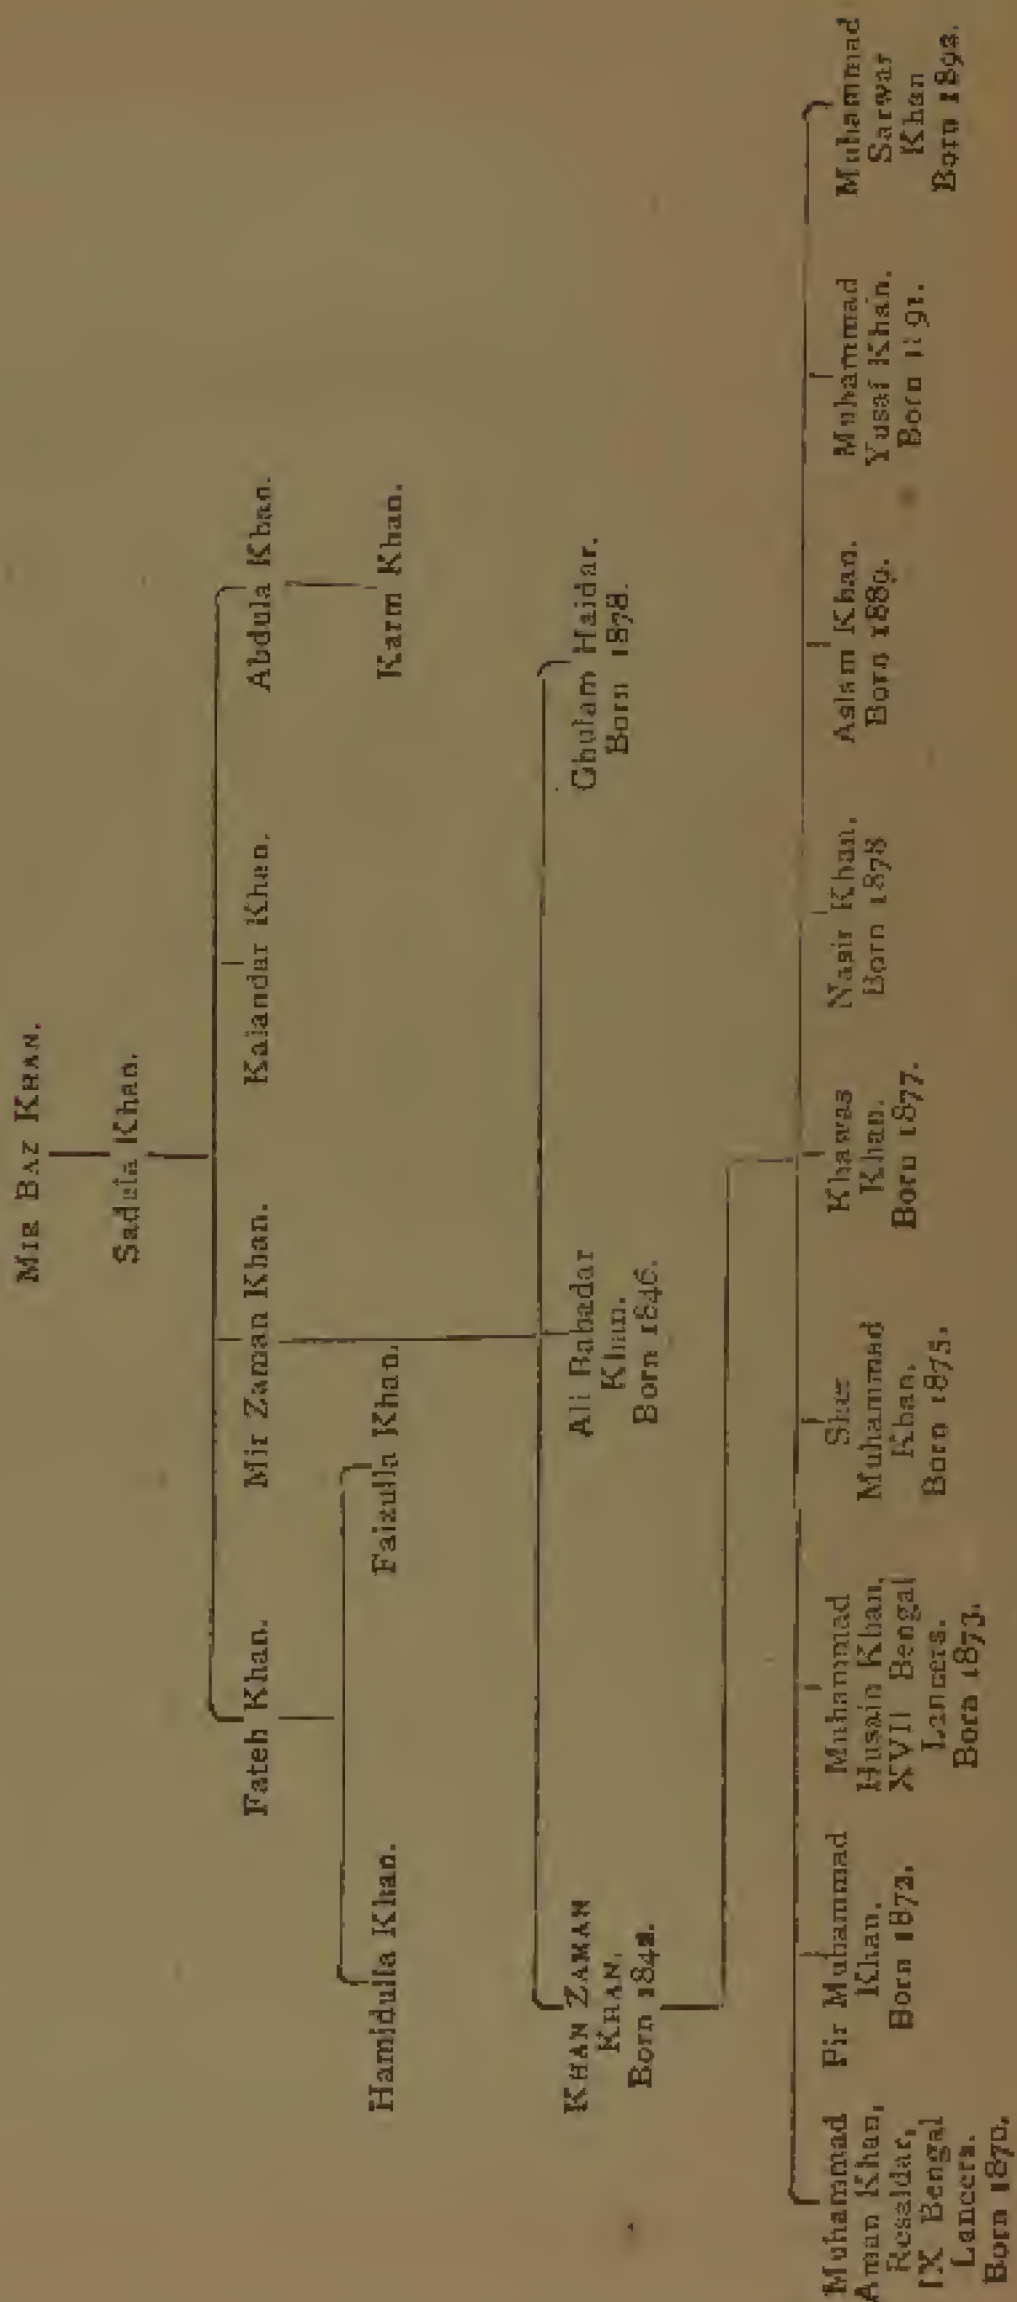 MIR BAZ KHAN.
Sadula Khan.
Fateh Khan.
Mir Zaman Khan.
Kalandar Khan.
Abdula Khan.
Hamidulla Khan.
Faizulla Khan.
Karm Khan.
KHAN ZAMAN
KHAN.
Born 1842.
Ali Bahadar
Khan.
Born 1846.
Ghulam Haidar.
Born 1878.
Muhammad
Aman Khan,
Resaldar,
IX Bengal
Lancers.
Born 1870.
Pir Muhammad
Khan.
Born 1872.
Muhammad
Husain Khan,
XVII Bengal
Lancers.
Born 1873.
Sher
Muhammad
Khan.
Born 1875.
Khawas
Khan.
Born 1877.
Nasir Khan.
Born 1878
Aslam Khan.
Born 1889.
Muhammad
Yusaf Khan.
Born 1891.
Muhammad
Sarwar
Khan
Born 1892.